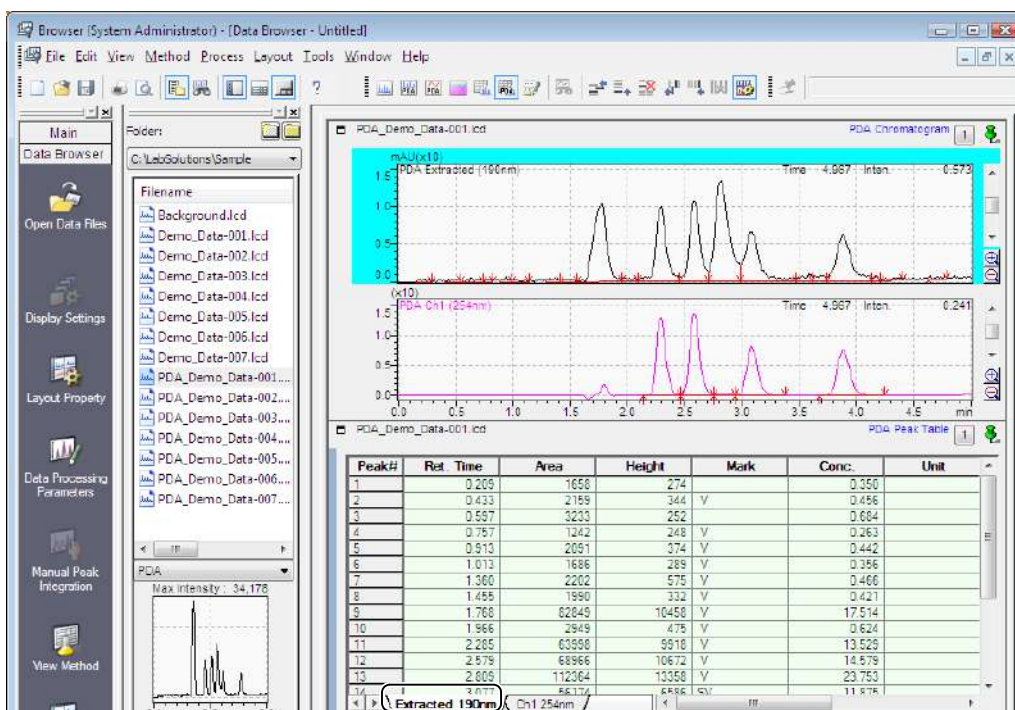 Browser (System Administrator) - [Data Browser - Untitled]
File Edit View Method Process Layout Tools Window Help
Main
Data Browser
Open Data Files
Display Settings
Layout Property
Data Processing
Parameters
Manual Peak
Integration
View Method
Folder:
C:\LabSolutions\Sample
Filename
Background.lcd
Demo_Data-001.lcd
Demo_Data-002.lcd
Demo_Data-003.lcd
Demo_Data-004.lcd
Demo_Data-005.lcd
Demo_Data-006.lcd
Demo_Data-007.lcd
PDA_Demo_Data-001....
PDA_Demo_Data-002....
PDA_Demo_Data-003....
PDA_Demo_Data-004....
PDA_Demo_Data-005....
PDA_Demo_Data-006....
PDA_Demo_Data-007....
PDA
Max intensity : 34,178
PDA_Demo_Data-001.lcd PDA Chromatogram 1
mAU(x10)
PDA Extracted (190nm) Time 4.967 Inten. 0.573
1.5
1.0
0.5
0.0
(x10)
PDA Ch1 (254nm) Time 4.967 Inten. 0.241
1.5
1.0
0.5
0.0
0.0 0.5 1.0 1.5 2.0 2.5 3.0 3.5 4.0 4.5 min
PDA_Demo_Data-001.lcd PDA Peak Table 1
Peak# Ret. Time Area Height Mark Conc. Unit
1 0.209 1658 274 0.350
2 0.433 2159 344 V 0.456
3 0.597 3233 252 0.684
4 0.757 1242 248 V 0.263
5 0.913 2091 374 V 0.442
6 1.013 1686 289 V 0.356
7 1.360 2202 575 V 0.466
8 1.455 1990 332 V 0.421
9 1.768 82849 10458 V 17.514
10 1.966 2949 475 V 0.624
11 2.285 63998 9918 V 13.529
12 2.579 68966 10672 V 14.579
13 2.809 112364 13358 V 23.753
14 3.077 56174 6586 SV 11.875
Extracted 190nm Ch1 254nm